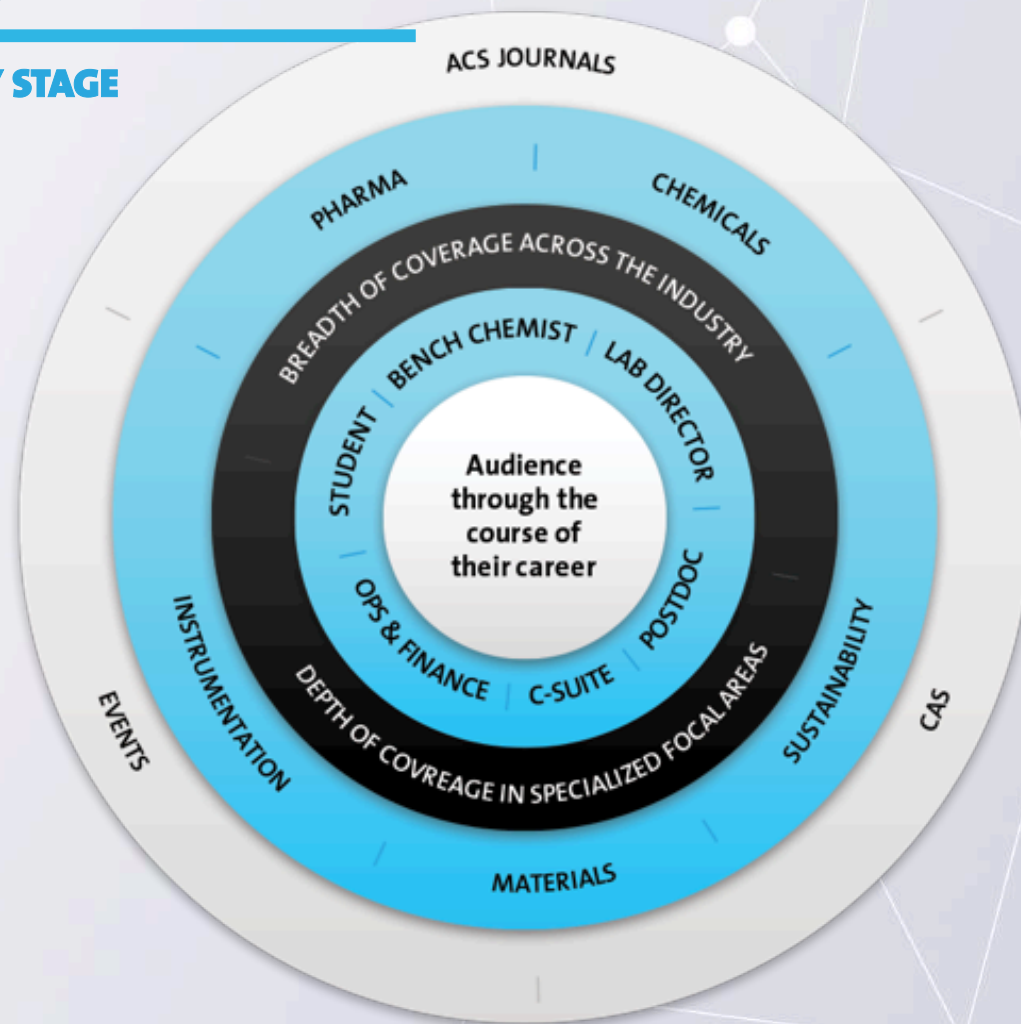 Y STAGE
ACS JOURNALS
PHARMA
CHEMICALS
BREADTH OF COVERAGE ACROSS THE INDUSTRY
STUDENT
BENCH CHEMIST
LAB DIRECTOR
Audience
through the
course of
their career
OPS & FINANCE
C-SUITE
POSTDOC
DEPTH OF COVREAGE IN SPECIALIZED FOCAL AREAS
INSTRUMENTATION
MATERIALS
SUSTAINABILITY
EVENTS
CAS